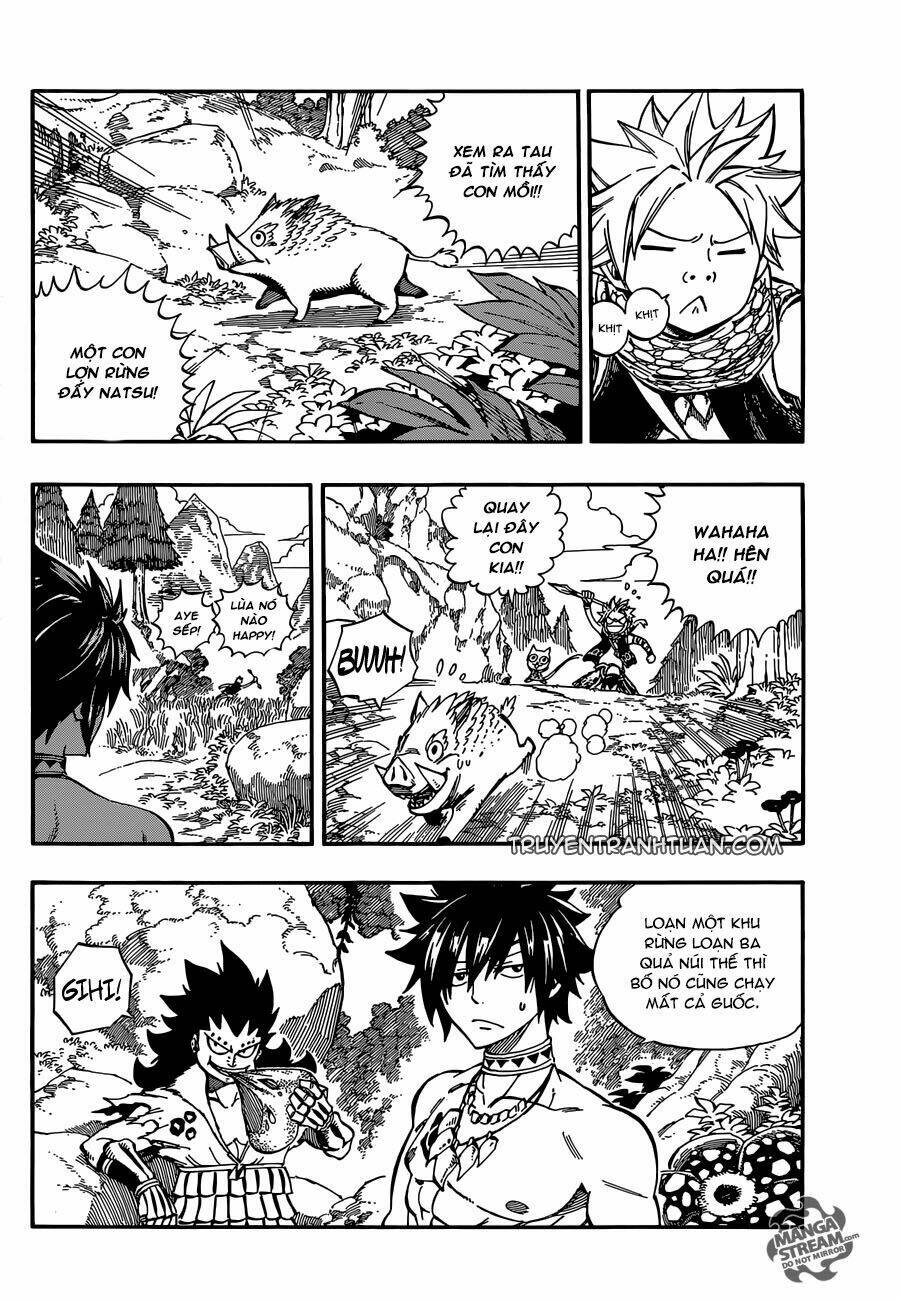 XEM RA TAU
ĐÃ TÌM THẤY
CON MỒI!!
MỘT CON
LỢN RỪNG
ĐẤY NATSU!
KHỊT
KHỊT
AYE
SẾP!
LÙA NÓ
NÀO
HAPPY!
QUAY
LẠI ĐÂY
CON
KIA!!
WAHAHA
HA!! HÊN
QUÁ!!
BUUUH!
TRUYENTRANHTUAN.COM
GIHI!
LOẠN MỘT KHU
RỪNG LOẠN BA
QUẢ NÚI THẾ THÌ
BỐ NÓ CŨNG CHẠY
MẤT CẢ GUỐC.
MANGA
STREAM.com
DO NOT MIRROR